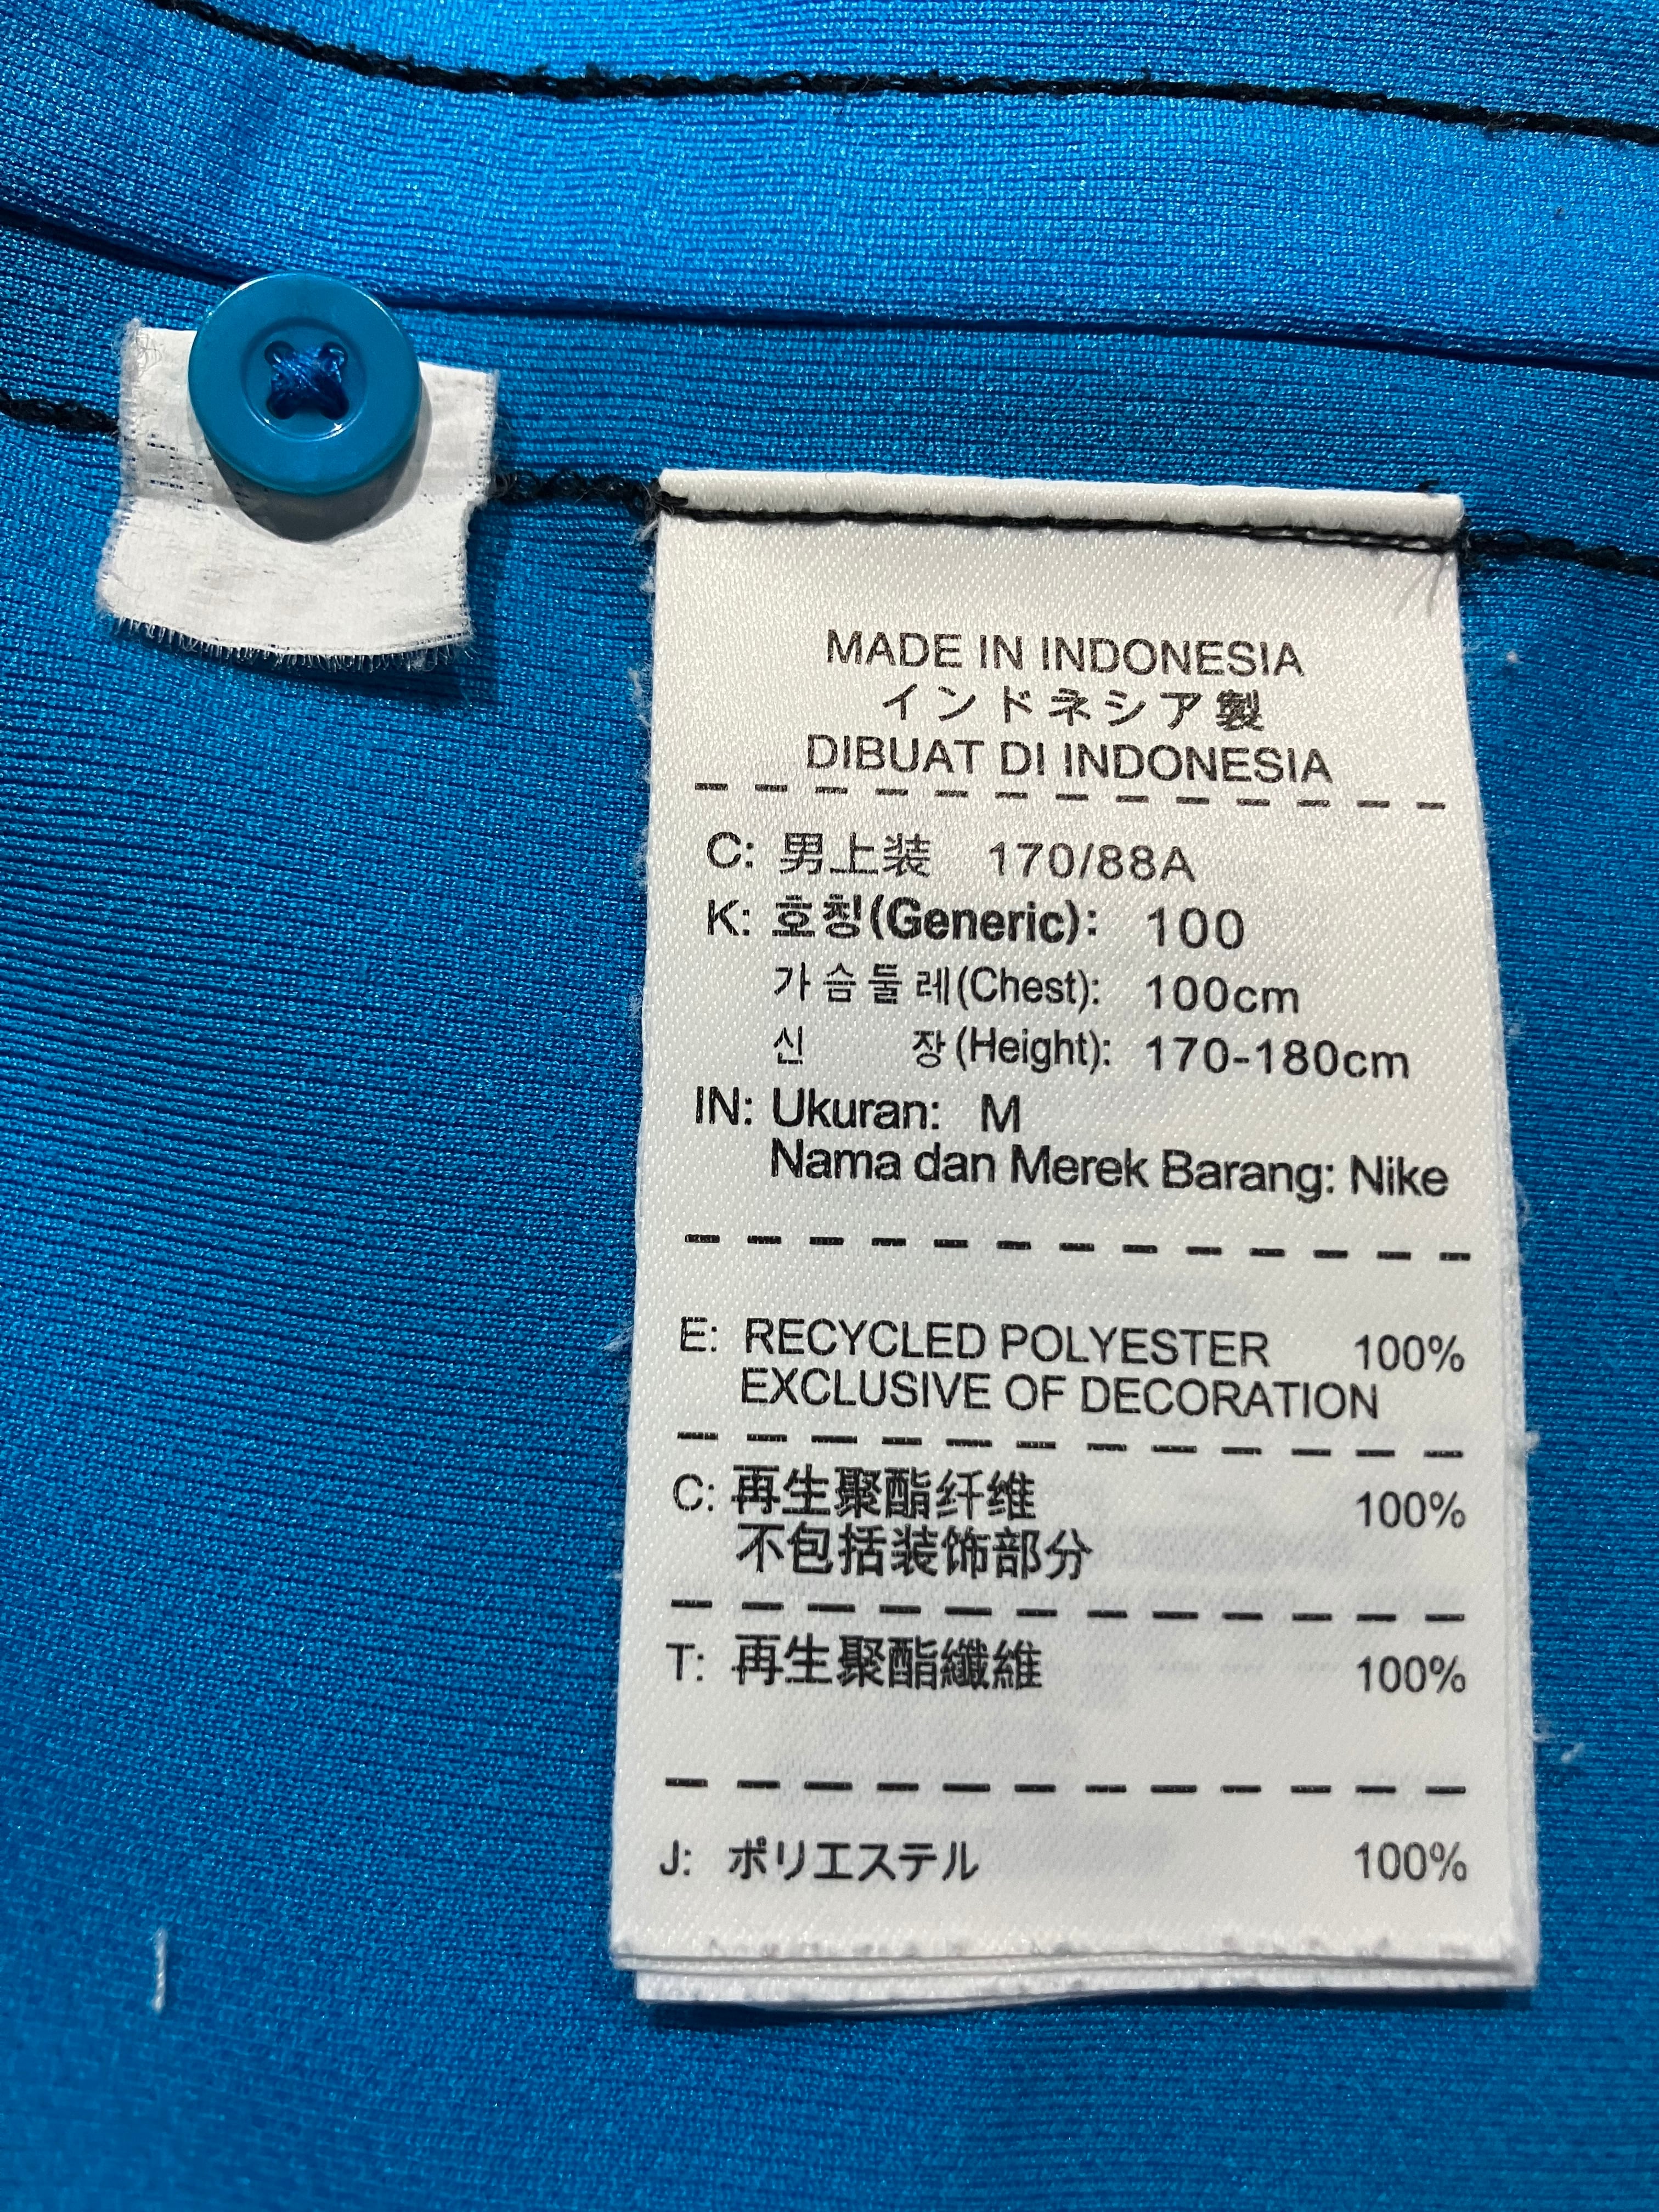 MADE IN INDONESIA
インドネシア製
DIBUAT DI INDONESIA
C: 男上装 170/88A
K: 호칭(Generic): 100
가슴둘레(Chest): 100cm
신 장(Height): 170-180cm
IN: Ukuran: M
Nama dan Merek Barang: Nike
E: RECYCLED POLYESTER 100%
EXCLUSIVE OF DECORATION
C: 再生聚酯纤维 100%
不包括装饰部分
T: 再生聚酯纖維 100%
J: ポリエステル 100%